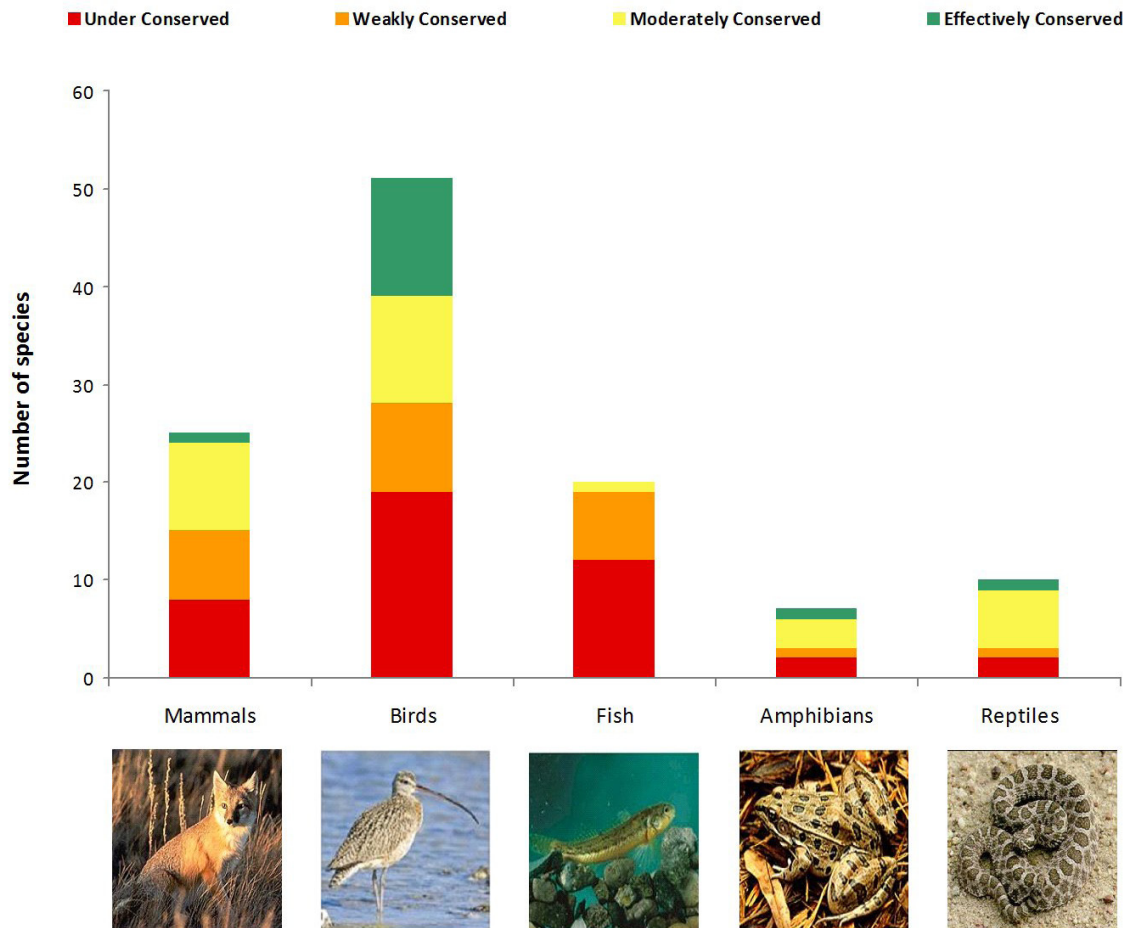 Under Conserved Weakly Conserved Moderately Conserved Effectively Conserved
60
50
40
30
20
10
0
Number of species
Mammals Birds Fish Amphibians Reptiles